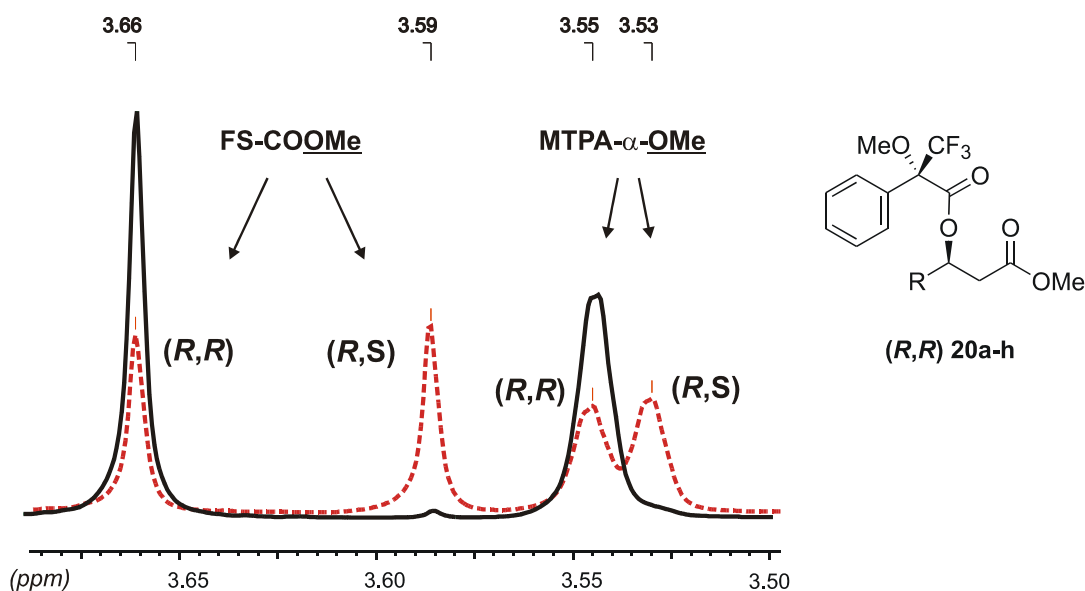 3.66 3.59 3.55 3.53
FS-COOMe MTPA-α-OMe
MeO CF3
O
O
O
R
OMe
(R,R) (R,S) (R,R) (R,S)
(R,R) 20a-h
(ppm) 3.65 3.60 3.55 3.50